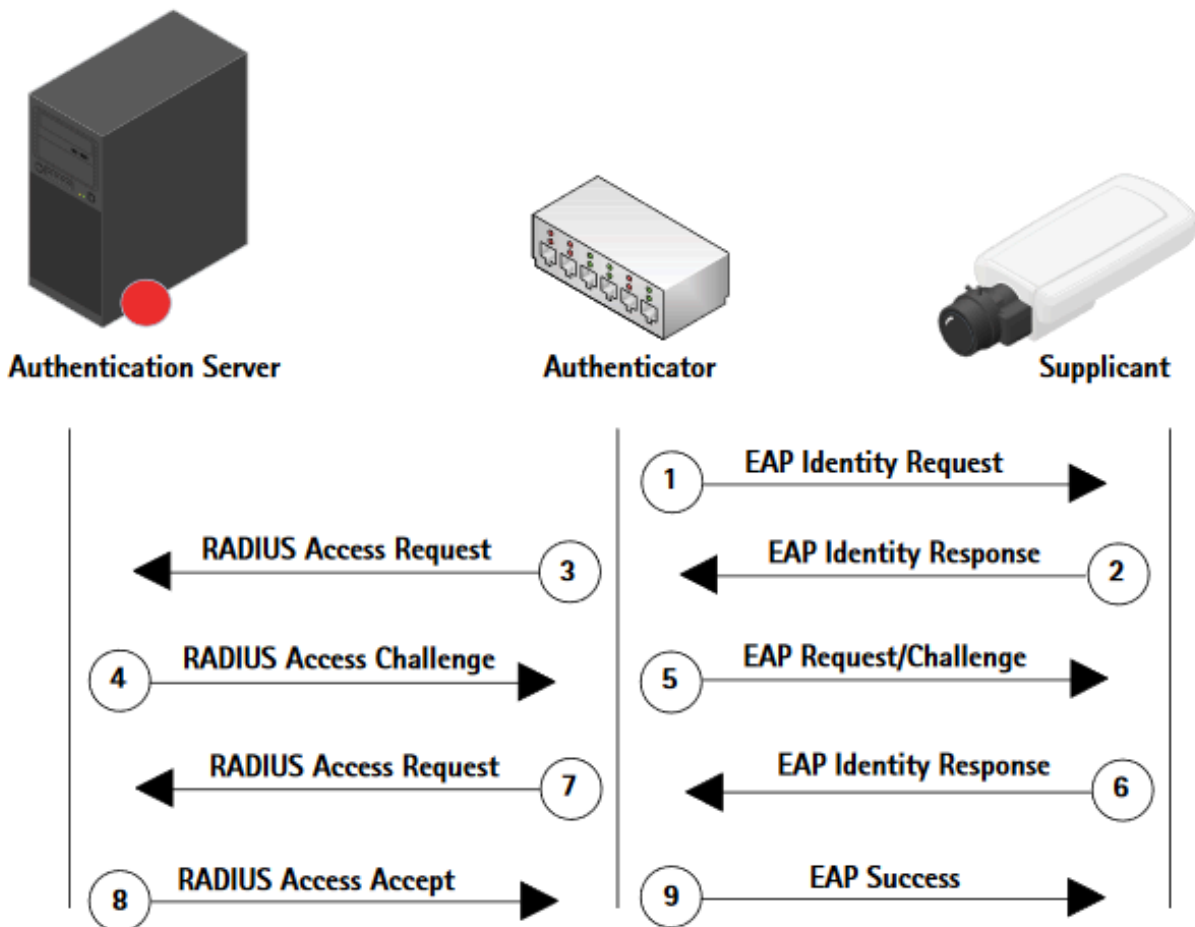 Authentication Server
Authenticator
Supplicant
1
EAP Identity Request
RADIUS Access Request
3
EAP Identity Response
2
4
RADIUS Access Challenge
5
EAP Request/Challenge
RADIUS Access Request
7
EAP Identity Response
6
8
RADIUS Access Accept
9
EAP Success